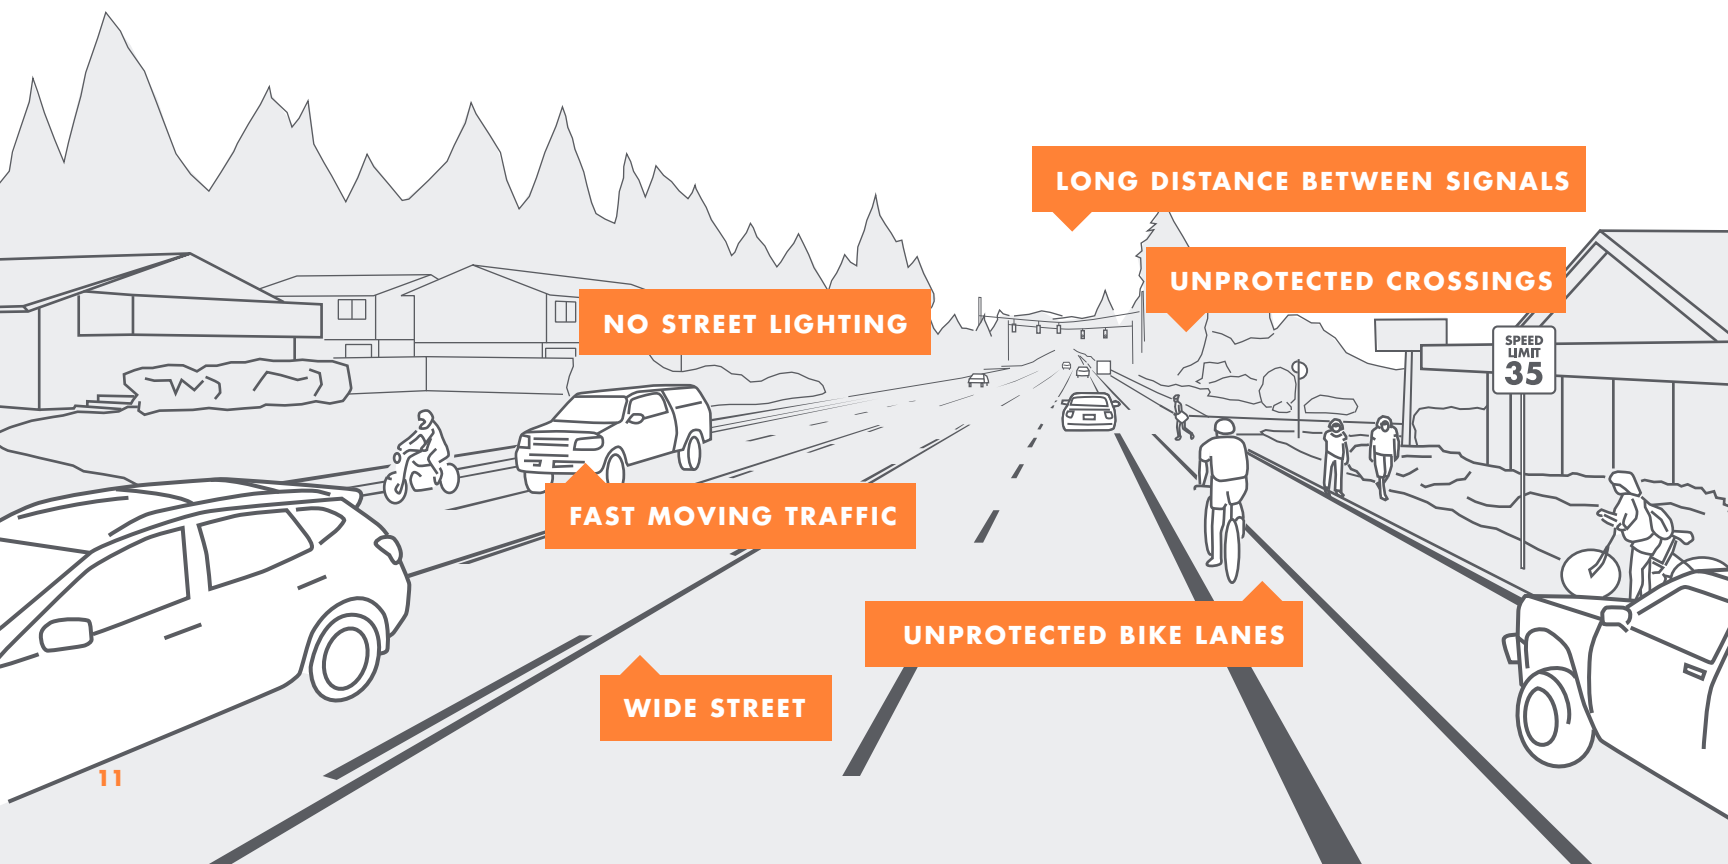 LONG DISTANCE BETWEEN SIGNALS
UNPROTECTED CROSSINGS
NO STREET LIGHTING
SPEED
LIMIT
35
FAST MOVING TRAFFIC
UNPROTECTED BIKE LANES
WIDE STREET
11